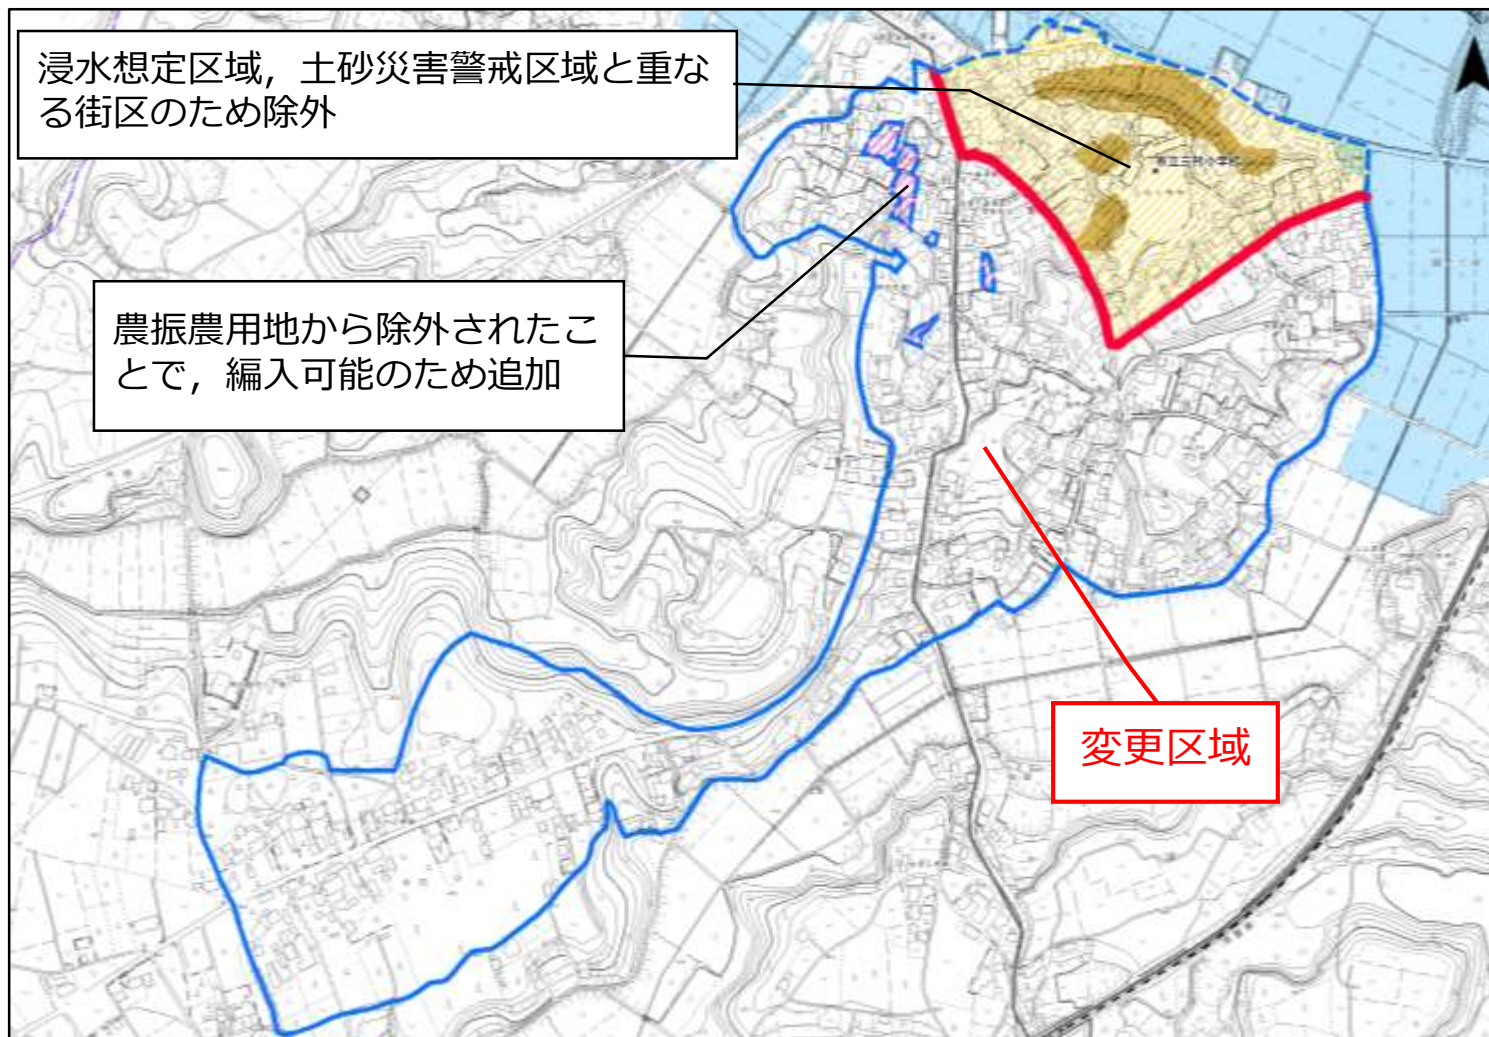 浸水想定区域，土砂災害警戒区域と重な
る街区のため除外
農振農用地から除外されたこ
とで，編入可能のため追加
変更区域